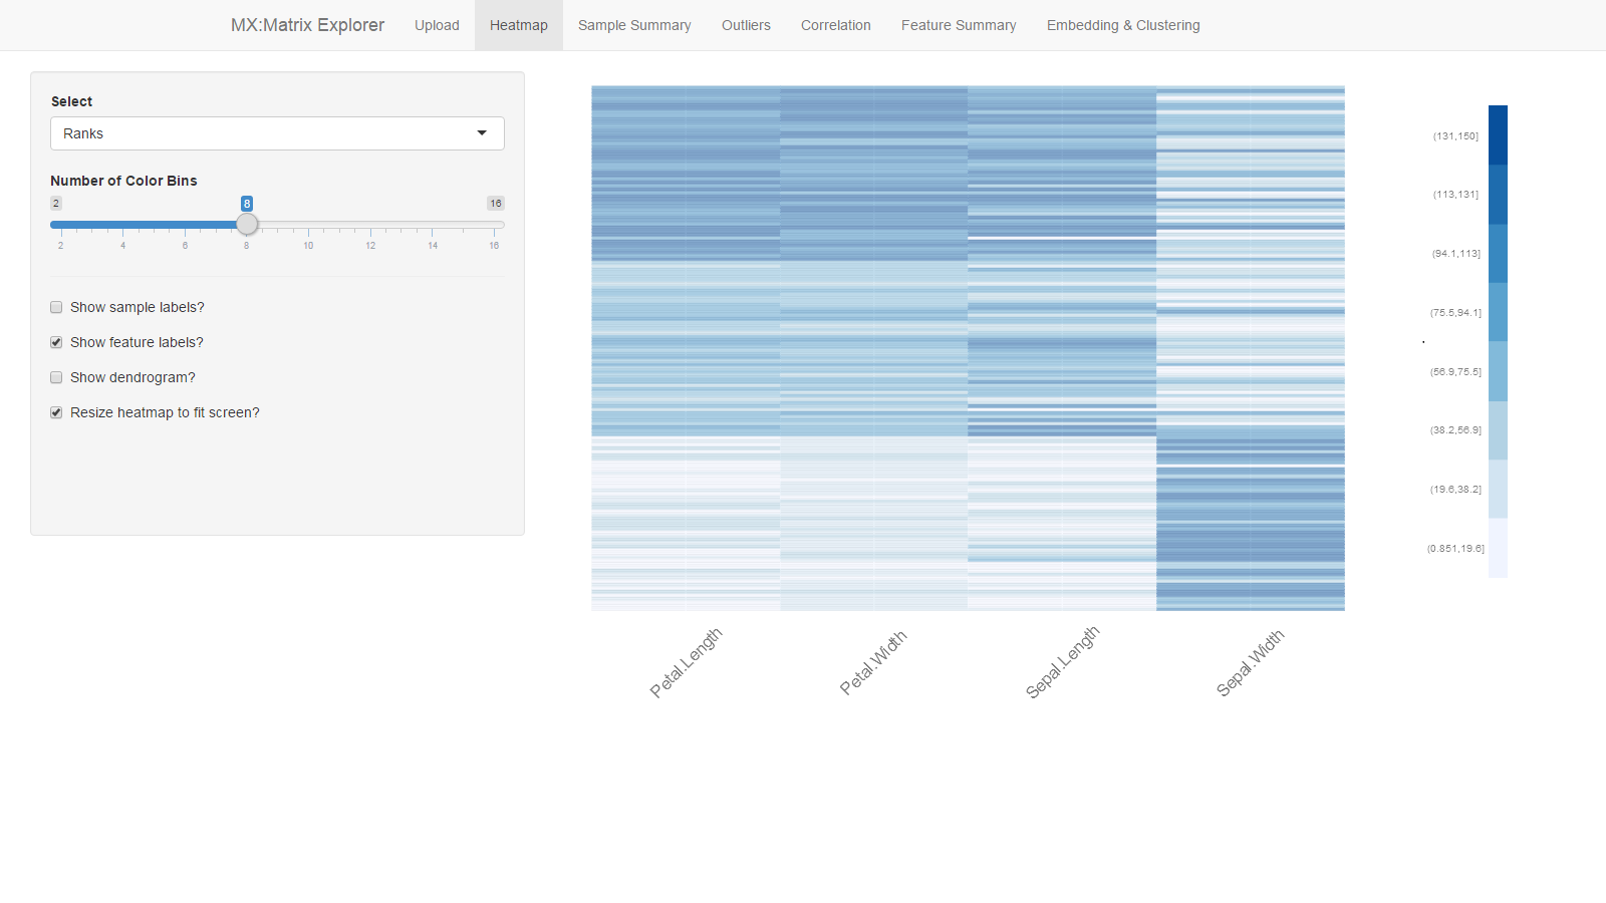 MX:Matrix Explorer Upload Heatmap Sample Summary Outliers Correlation Feature Summary Embedding & Clustering
Select
Ranks
Number of Color Bins
2 8 16
2 4 6 8 10 12 14 16
Show sample labels?
Show feature labels?
Show dendrogram?
Resize heatmap to fit screen?
Petal.Length Petal.Width Sepal.Length Sepal.Width
.
(131,150]
(113,131]
(94.1,113]
(75.5,94.1]
(56.9,75.5]
(38.2,56.9]
(19.6,38.2]
(0.851,19.6]